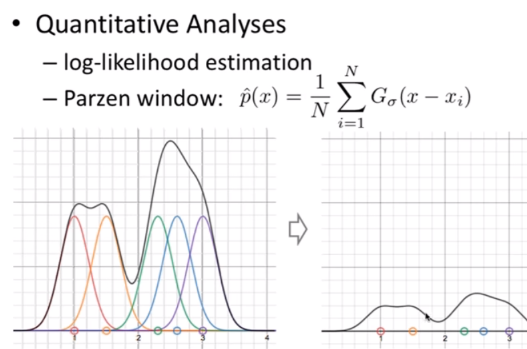 • Quantitative Analyses
– log-likelihood estimation
– Parzen window: p̂(x) = 1/N ∑_{i=1}^{N} G_σ(x − x_i)
1 2 3 4
1 2 3